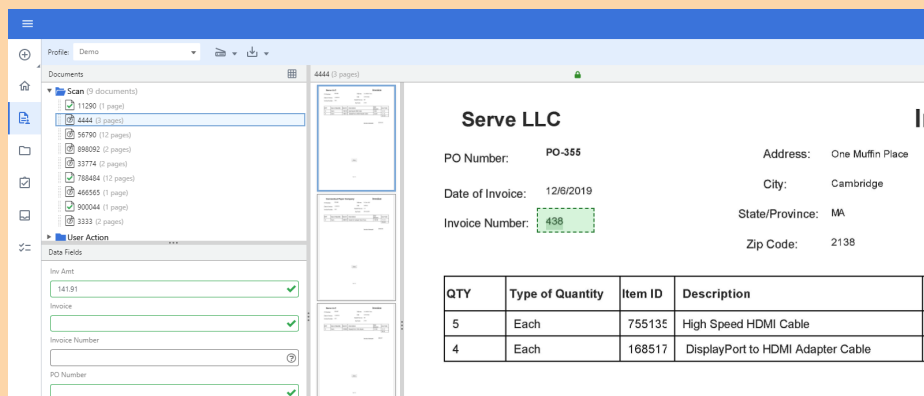 Profile: Demo
Documents
Scan (9 documents)
11290 (1 page)
4444 (3 pages)
56790 (12 pages)
898092 (2 pages)
33774 (2 pages)
788484 (12 pages)
466565 (1 page)
900044 (1 page)
3333 (2 pages)
User Action
Data Fields
Inv Amt
141.91
Invoice
Invoice Number
PO Number
4444 (3 pages)
Serve LLC
PO Number: PO-355 Address: One Muffin Place
Date of Invoice: 12/6/2019 City: Cambridge
Invoice Number: 438 State/Province: MA
Zip Code: 2138
QTY Type of Quantity Item ID Description
5 Each 755135 High Speed HDMI Cable
4 Each 168517 DisplayPort to HDMI Adapter Cable